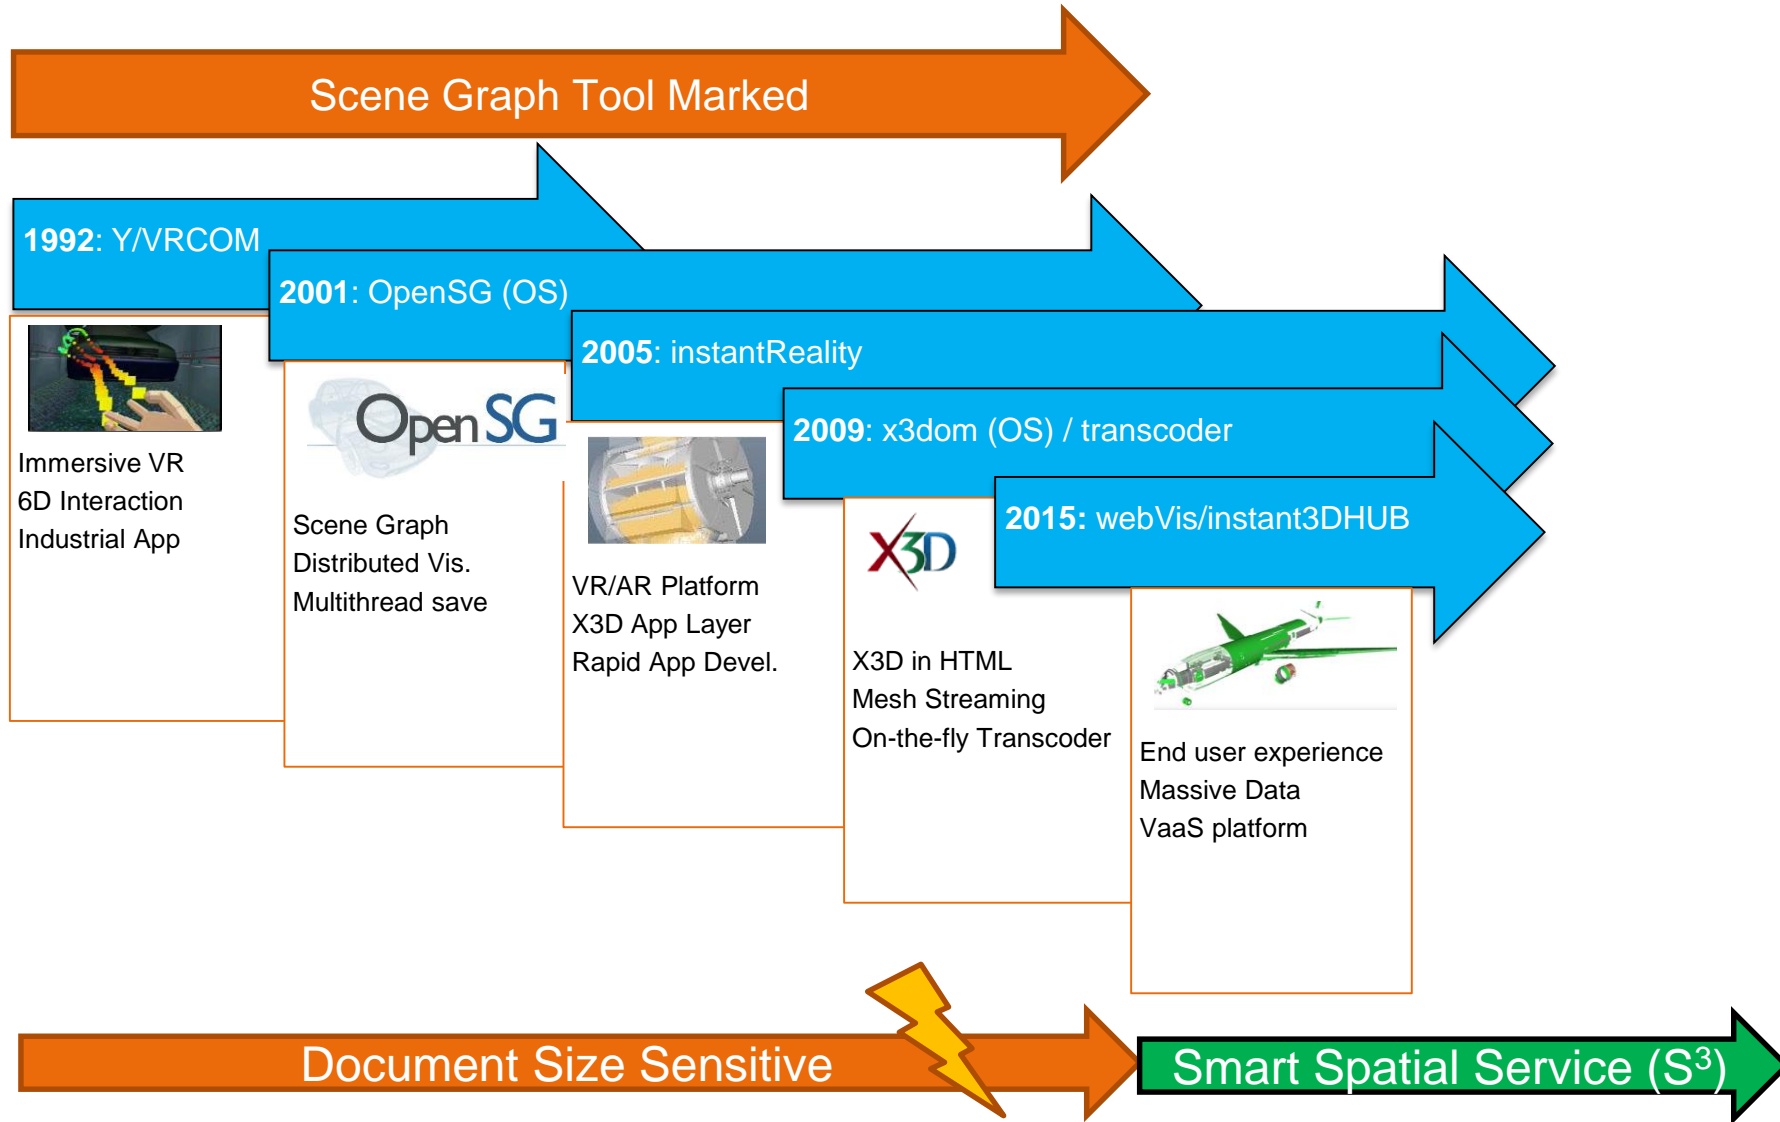 Scene Graph Tool Marked
1992: Y/VRCOM
2001: OpenSG (OS)
2005: instantReality
2009: x3dom (OS) / transcoder
2015: webVis/instant3DHUB
Immersive VR
6D Interaction
Industrial App
OpenSG
Scene Graph
Distributed Vis.
Multithread save
VR/AR Platform
X3D App Layer
Rapid App Devel.
X3D
X3D in HTML
Mesh Streaming
On-the-fly Transcoder
End user experience
Massive Data
VaaS platform
Document Size Sensitive
Smart Spatial Service (S³)